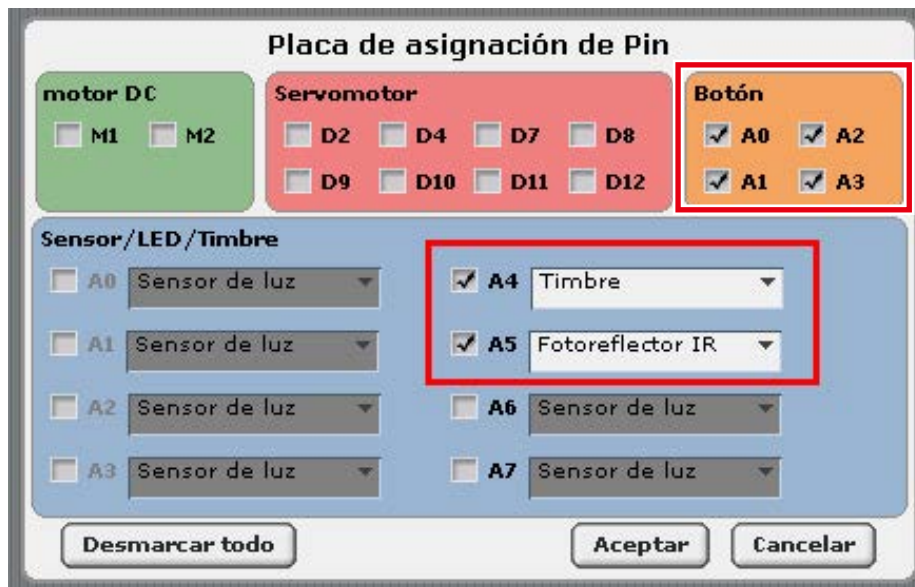 Placa de asignación de Pin
motor DC
M1 M2
Servomotor
D2 D4 D7 D8
D9 D10 D11 D12
Botón
A0 A2
A1 A3
Sensor/LED/Timbre
A0 Sensor de luz
A4 Timbre
A1 Sensor de luz
A5 Fotoreflector IR
A2 Sensor de luz
A6 Sensor de luz
A3 Sensor de luz
A7 Sensor de luz
Desmarcar todo Aceptar Cancelar